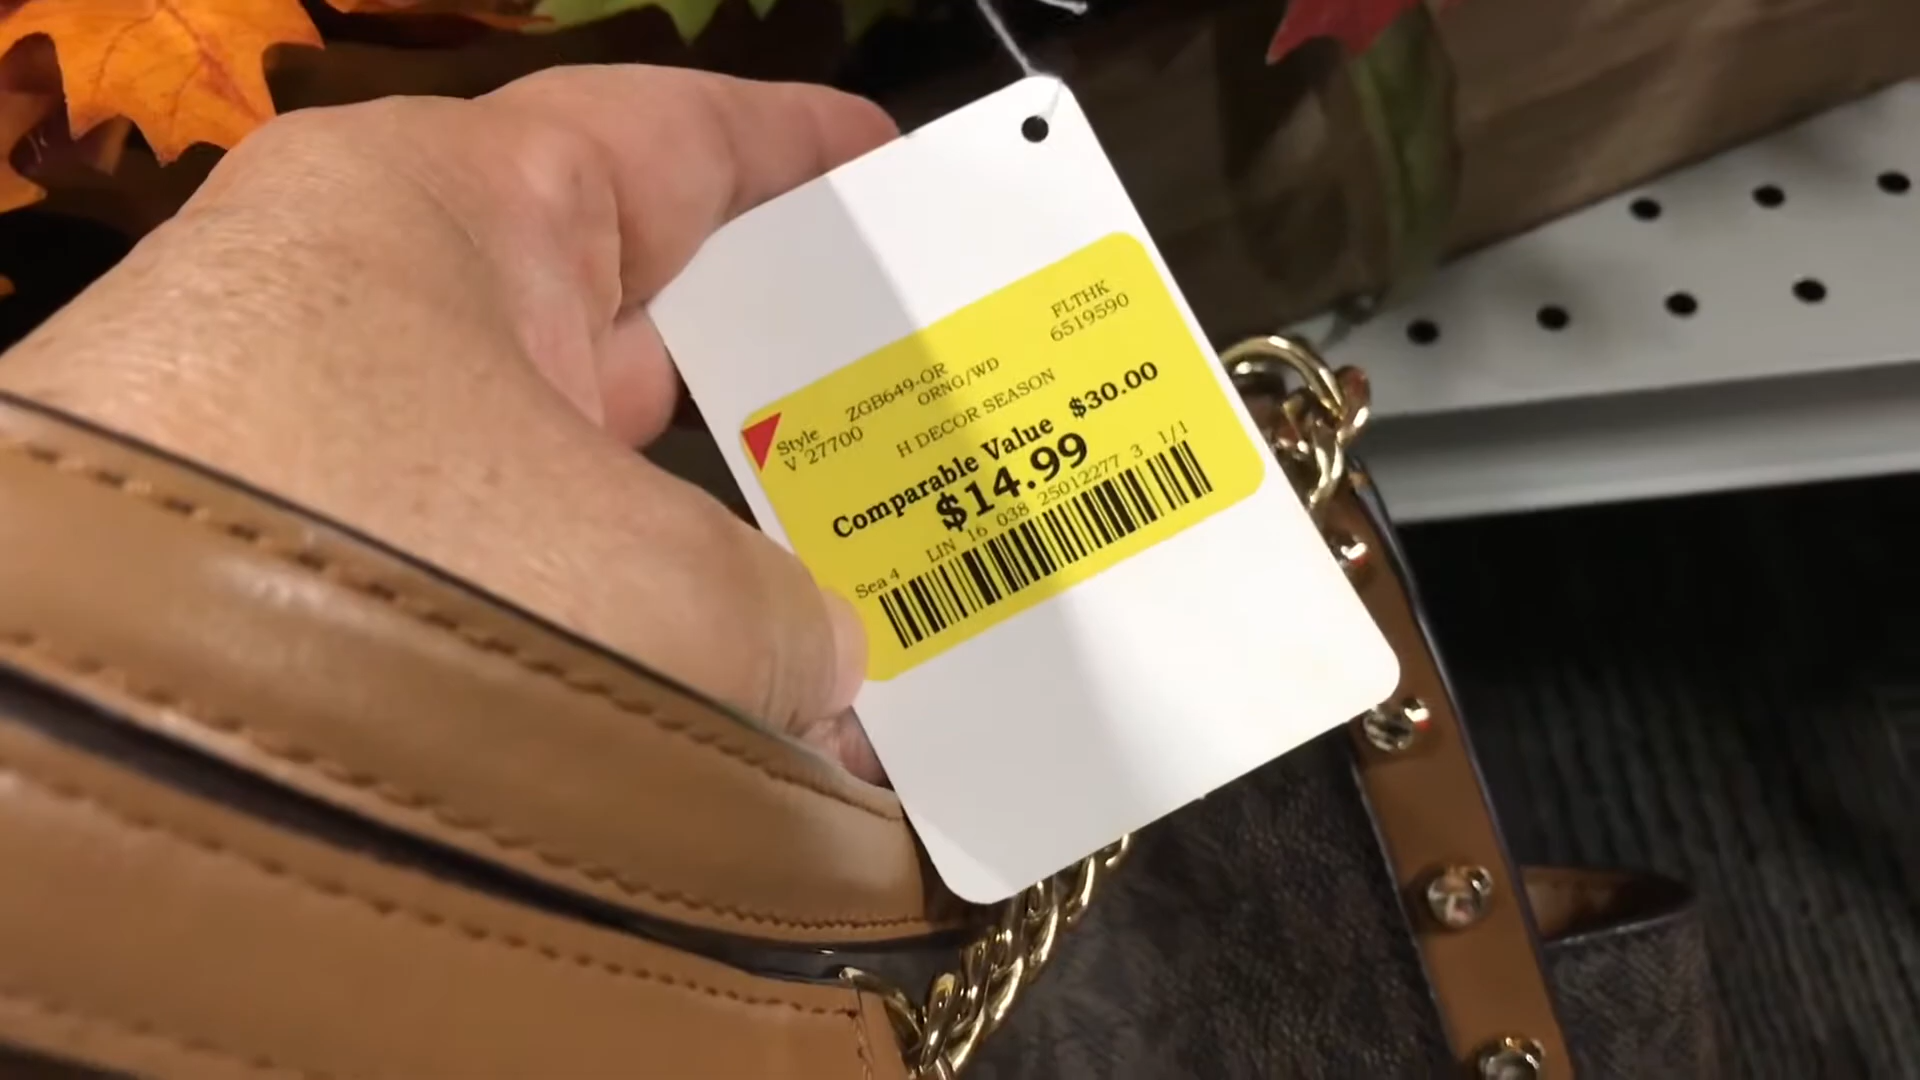 FLTHK
6519590
ZGB649-OR
ORNG/WD
Style
V 27700
H DECOR SEASON
Comparable Value $30.00
$14.99
Sea 4 LIN 16 038 25012277 3 1/1